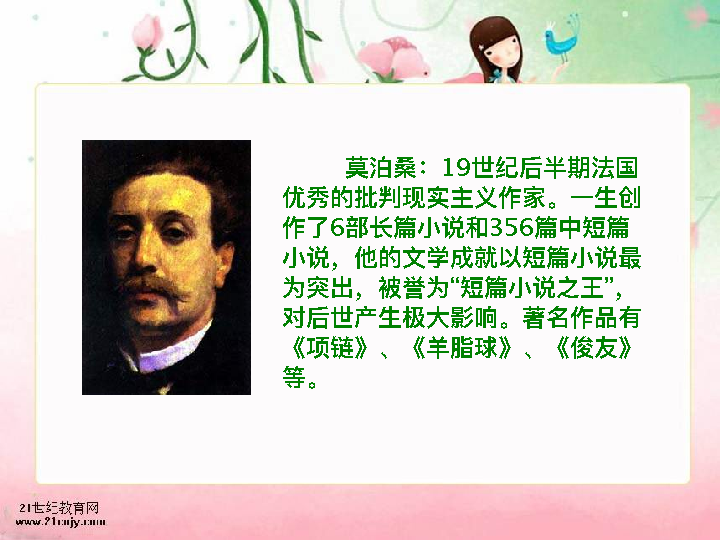 莫泊桑：19世纪后半期法国
优秀的批判现实主义作家。一生创
作了6部长篇小说和356篇中短篇
小说，他的文学成就以短篇小说最
为突出，被誉为“短篇小说之王”，
对后世产生极大影响。著名作品有
《项链》、《羊脂球》、《俊友》
等。
21世纪教育网
www.21cnjy.com